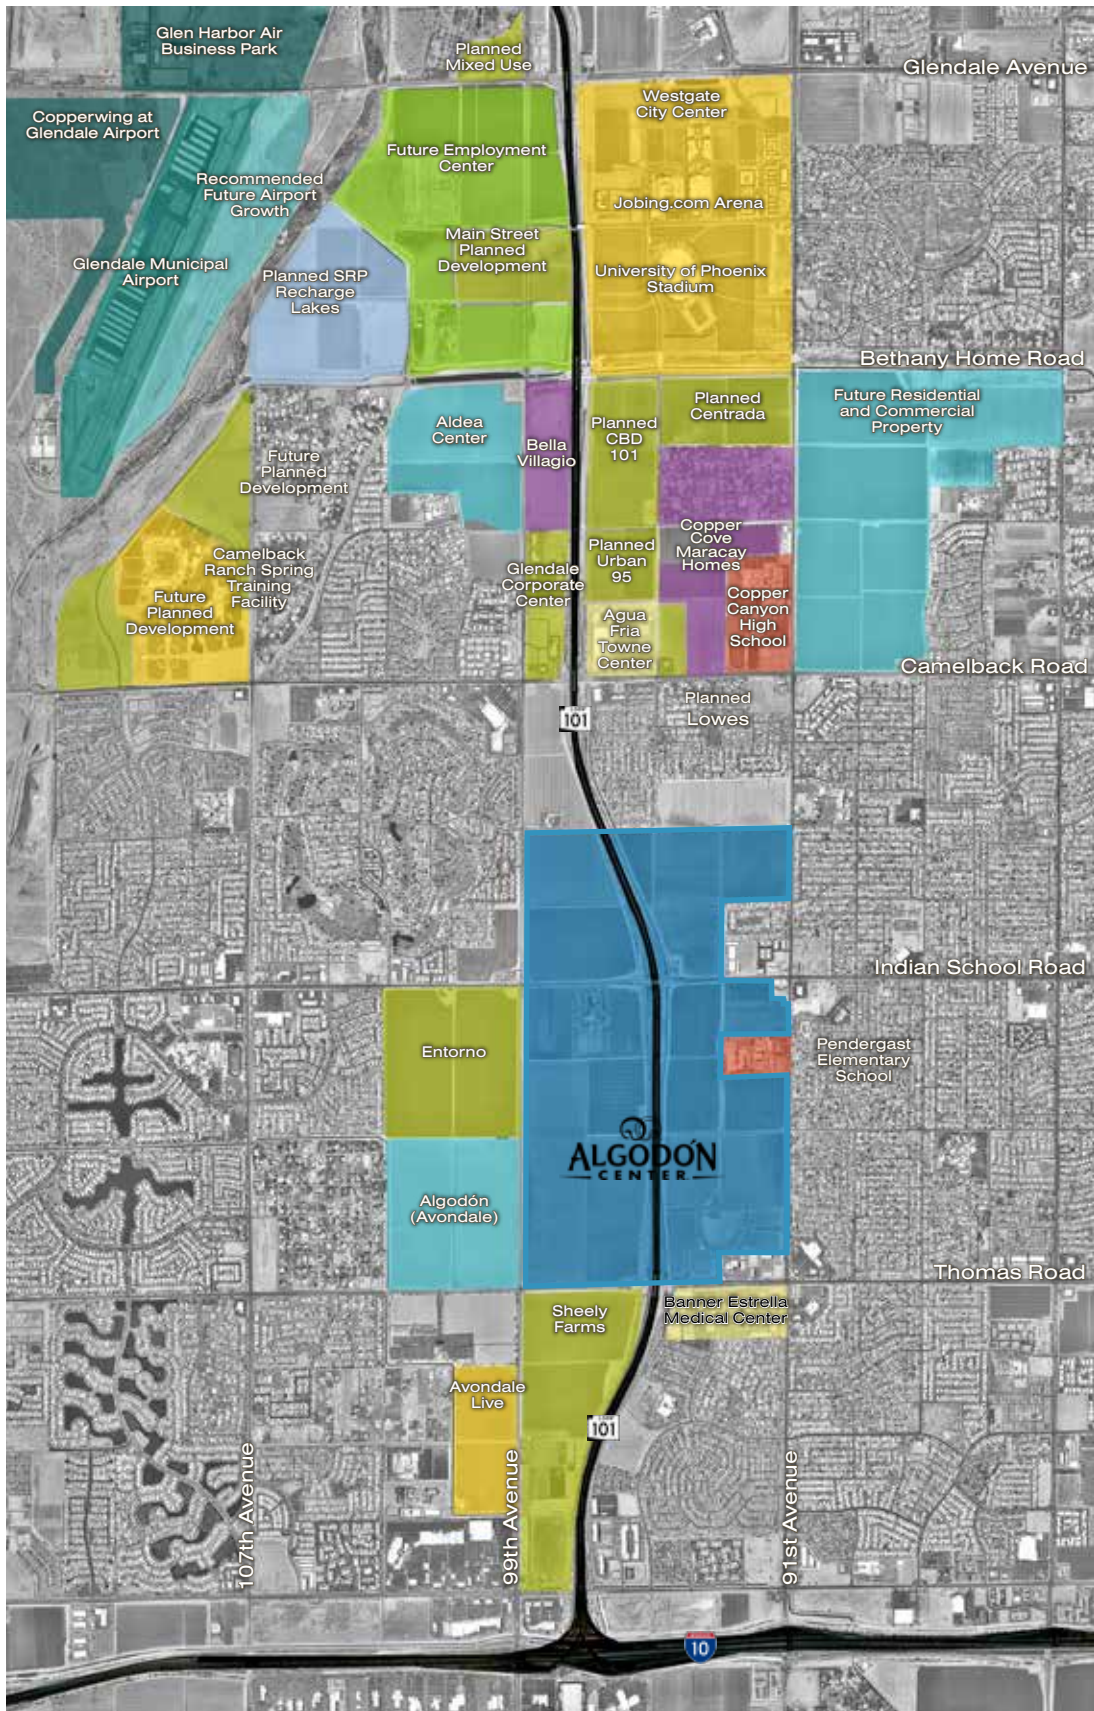 Glen Harbor Air
Business Park
Planned
Mixed Use
Glendale Avenue
Copperwing at
Glendale Airport
Westgate
City Center
Future Employment
Center
Recommended
Future Airport
Growth
Jobing.com Arena
Main Street
Planned
Development
Glendale Municipal
Airport
Planned SRP
Recharge
Lakes
University of Phoenix
Stadium
Bethany Home Road
Aldea
Center
Bella
Villagio
Planned
CBD
101
Planned
Centrada
Future Residential
and Commercial
Property
Future
Planned
Development
Camelback
Ranch Spring
Training
Facility
Future
Planned
Development
Glendale
Corporate
Center
Planned
Urban
95
Copper
Cove
Maracay
Homes
Agua
Fria
Towne
Center
Copper
Canyon
High
School
Camelback Road
Planned
Lowes
101
Indian School Road
Entorno
Pendergast
Elementary
School
ALGODÓN
CENTER
Algodón
(Avondale)
Thomas Road
Sheely
Farms
Banner Estrella
Medical Center
Avondale
Live
101
107th Avenue
99th Avenue
91st Avenue
10